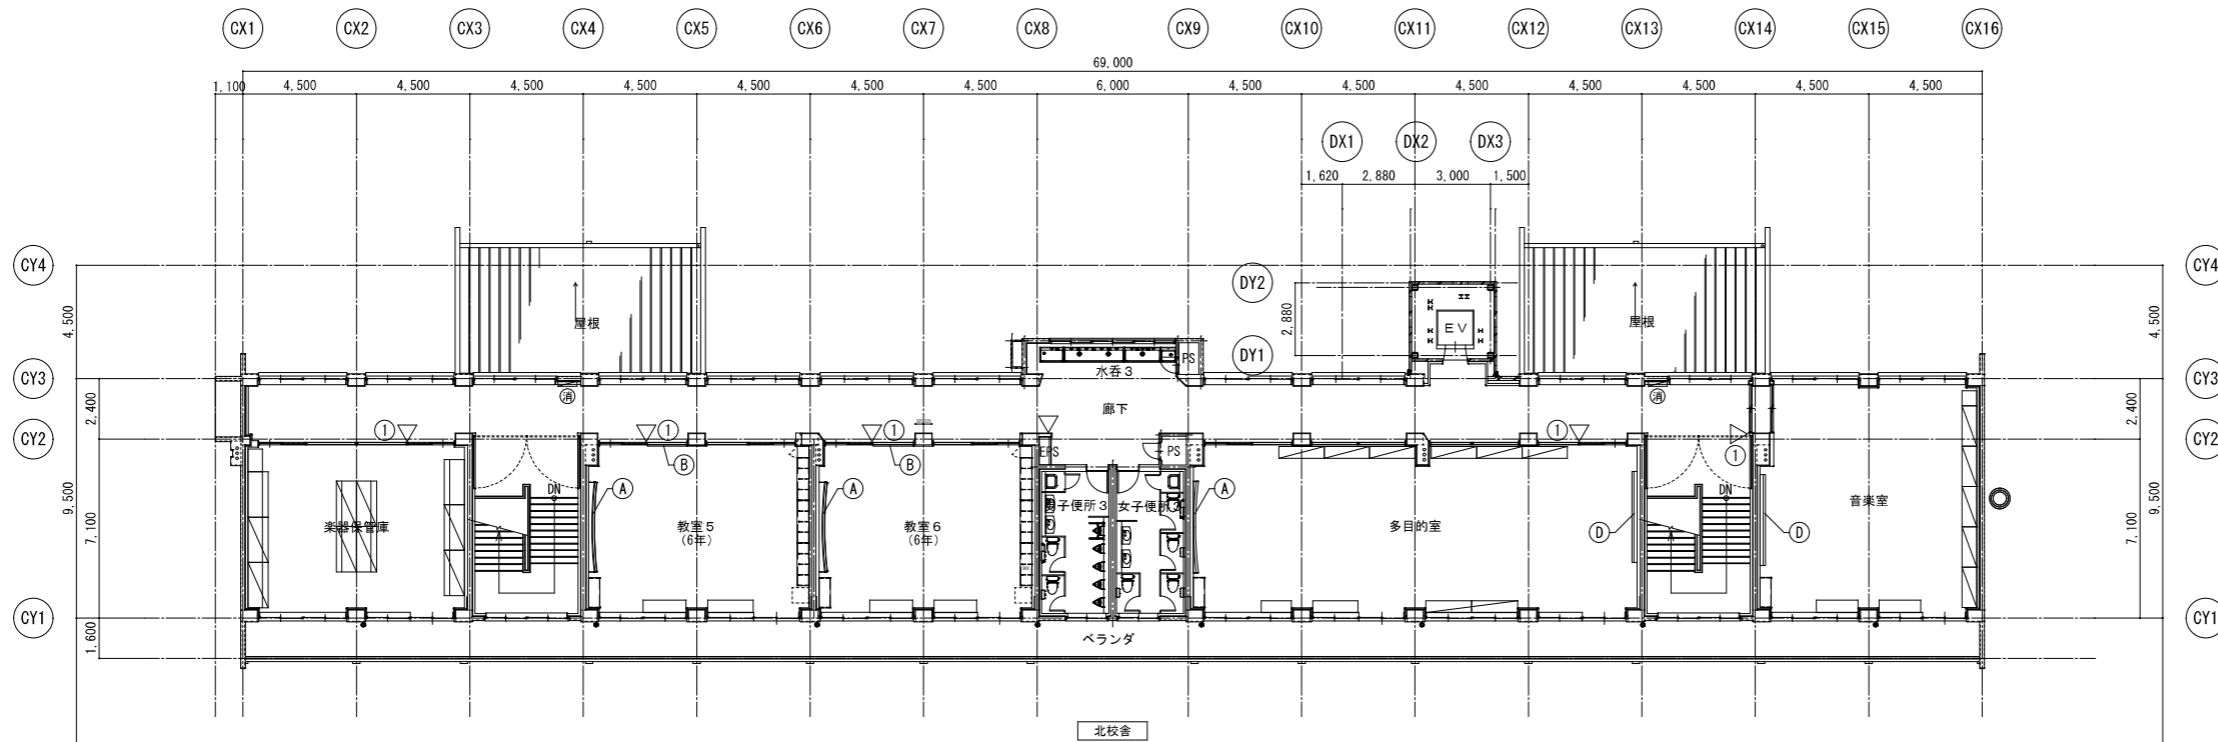 CX1 CX2 CX3 CX4 CX5 CX6 CX7 CX8 CX9 CX10 CX11 CX12 CX13 CX14 CX15 CX16
69,000
1,100 4,500 4,500 4,500 4,500 4,500 4,500 4,500 6,000 4,500 4,500 4,500 4,500 4,500 4,500 4,500
DX1 DX2 DX3
1,620 2,880 3,000 1,500
CY4 CY4
DY2
屋根 屋根
4,500 2,880 EV 4,500
DY1
PS
水呑3
CY3 CY3
消 消
2,400 廊下 2,400
① ① ① ①
CY2 CY2
EPS PS ①
B B
A A A
DN DN
9,500 7,100 楽器保管庫 教室5 教室6 男子便所3 女子便所2 多目的室 音楽室 7,100 9,500
(6年) (6年)
D D
CY1 CY1
1,600 ベランダ
北校舎